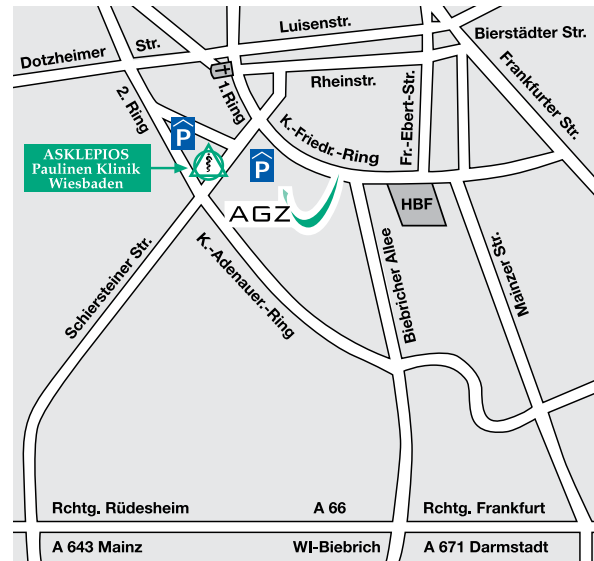 Luisenstr.
Bierstädter Str.
Dotzheimer
Str.
Rheinstr.
Frankfurter Str.
2. Ring
1.Ring
P
K.-Friedr.-Ring
Fr.-Ebert-Str.
ASKLEPIOS
Paulinen Klinik
Wiesbaden
P
AGZ
HBF
Schiersteiner Str.
K.-Adenauer.-Ring
Biebricher Allee
Mainzer Str.
Rchtg. Rüdesheim
A 66
Rchtg. Frankfurt
A 643 Mainz
WI-Biebrich
A 671 Darmstadt